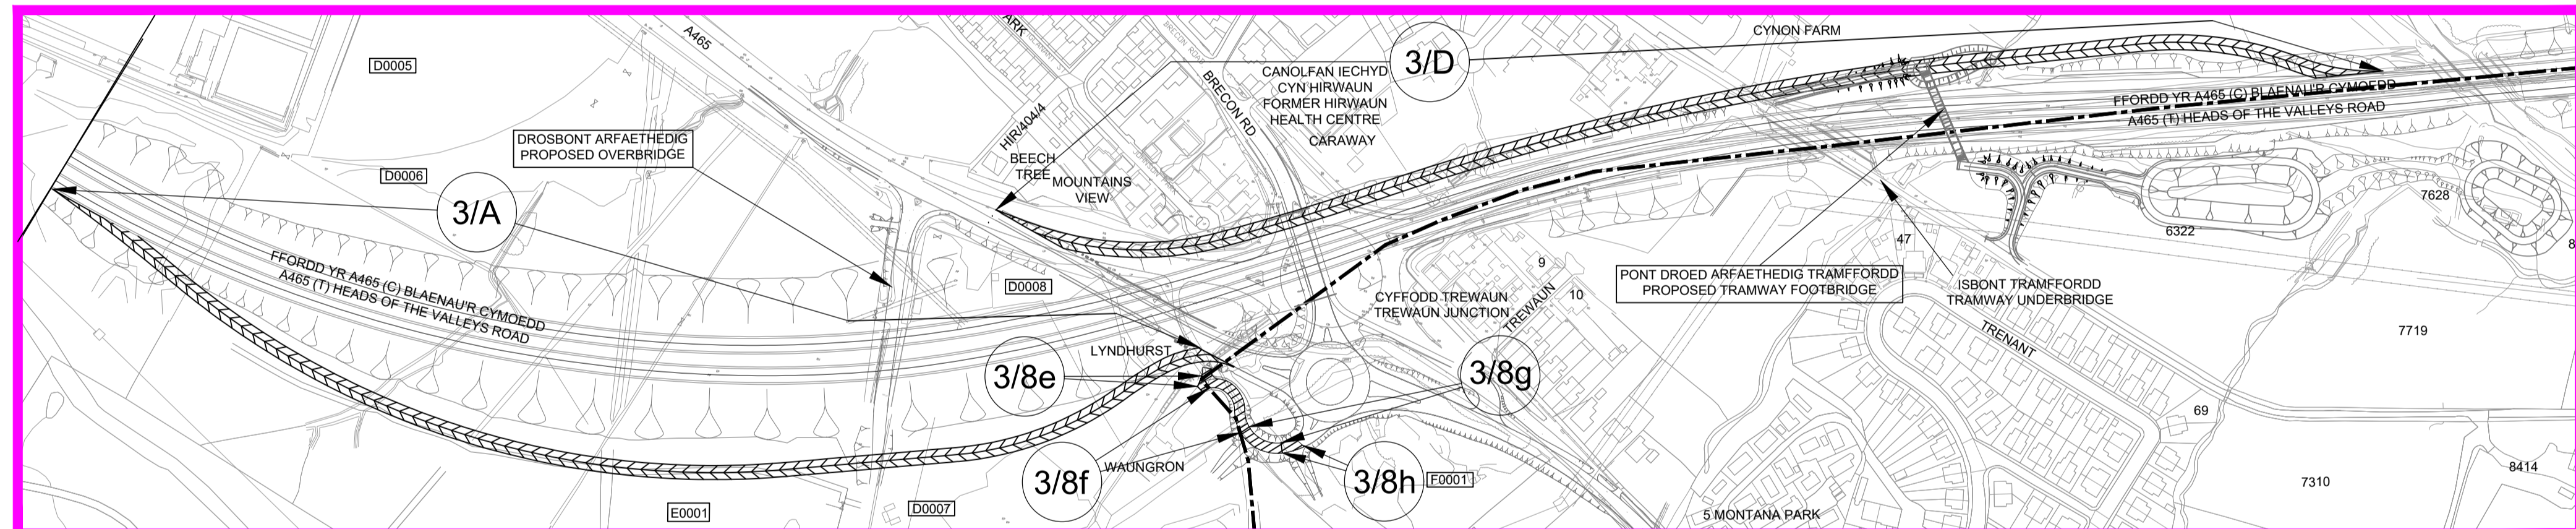 D0005
A465
ARK
BRECON ROAD
3/D
CYNON FARM
CANOLFAN IECHYD
CYN HIRWAUN
FORMER HIRWAUN
HEALTH CENTRE
CARAWAY
BRECON RD
HIR/404/4
BEECH
TREE
MOUNTAINS
VIEW
DROSBONT ARFAETHEDIG
PROPOSED OVERBRIDGE
D0006
3/A
FFORDD YR A465 (C) BLAENAU'R CYMOEDD
A465 (T) HEADS OF THE VALLEYS ROAD
FFORDD YR A465 (C) BLAENAU'R CYMOEDD
A465 (T) HEADS OF THE VALLEYS ROAD
D0008
9
10
CYFFODD TREWAUN
TREWAUN JUNCTION
TREWAUN
PONT DROED ARFAETHEDIG TRAMFFORDD
PROPOSED TRAMWAY FOOTBRIDGE
47
ISBONT TRAMFFORDD
TRAMWAY UNDERBRIDGE
6322
7628
8
TRENANT
7719
LYNDHURST
3/8e
3/8g
69
WAUNGRON
3/8f
3/8h
F0001
E0001
D0007
5 MONTANA PARK
7310
8414